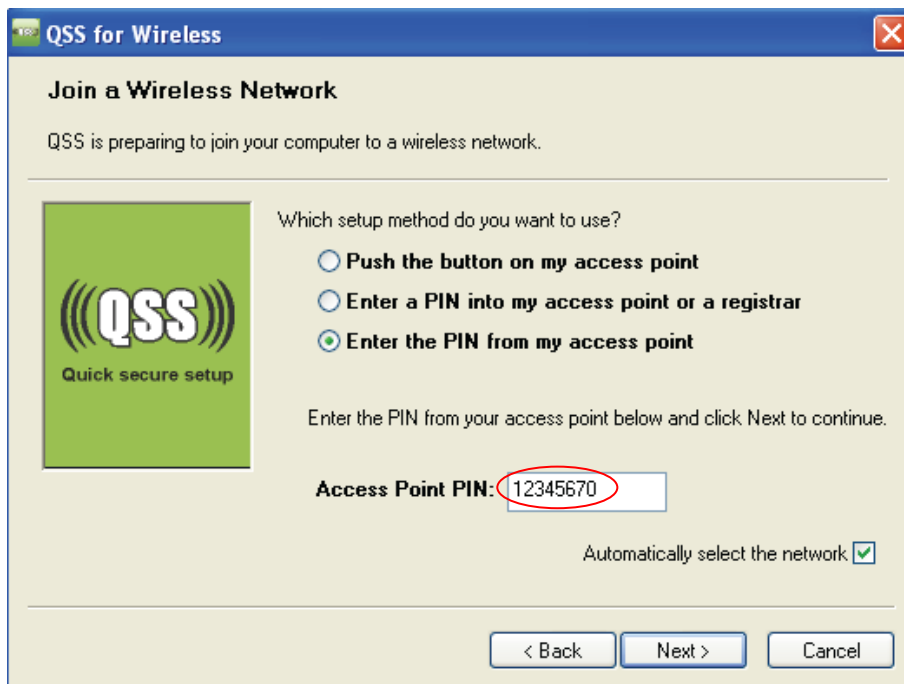 QSS for Wireless
Join a Wireless Network
QSS is preparing to join your computer to a wireless network.
Which setup method do you want to use?
Push the button on my access point
Enter a PIN into my access point or a registrar
Enter the PIN from my access point
(((QSS)))
Quick secure setup
Enter the PIN from your access point below and click Next to continue.
Access Point PIN: 12345670
Automatically select the network
< Back Next > Cancel